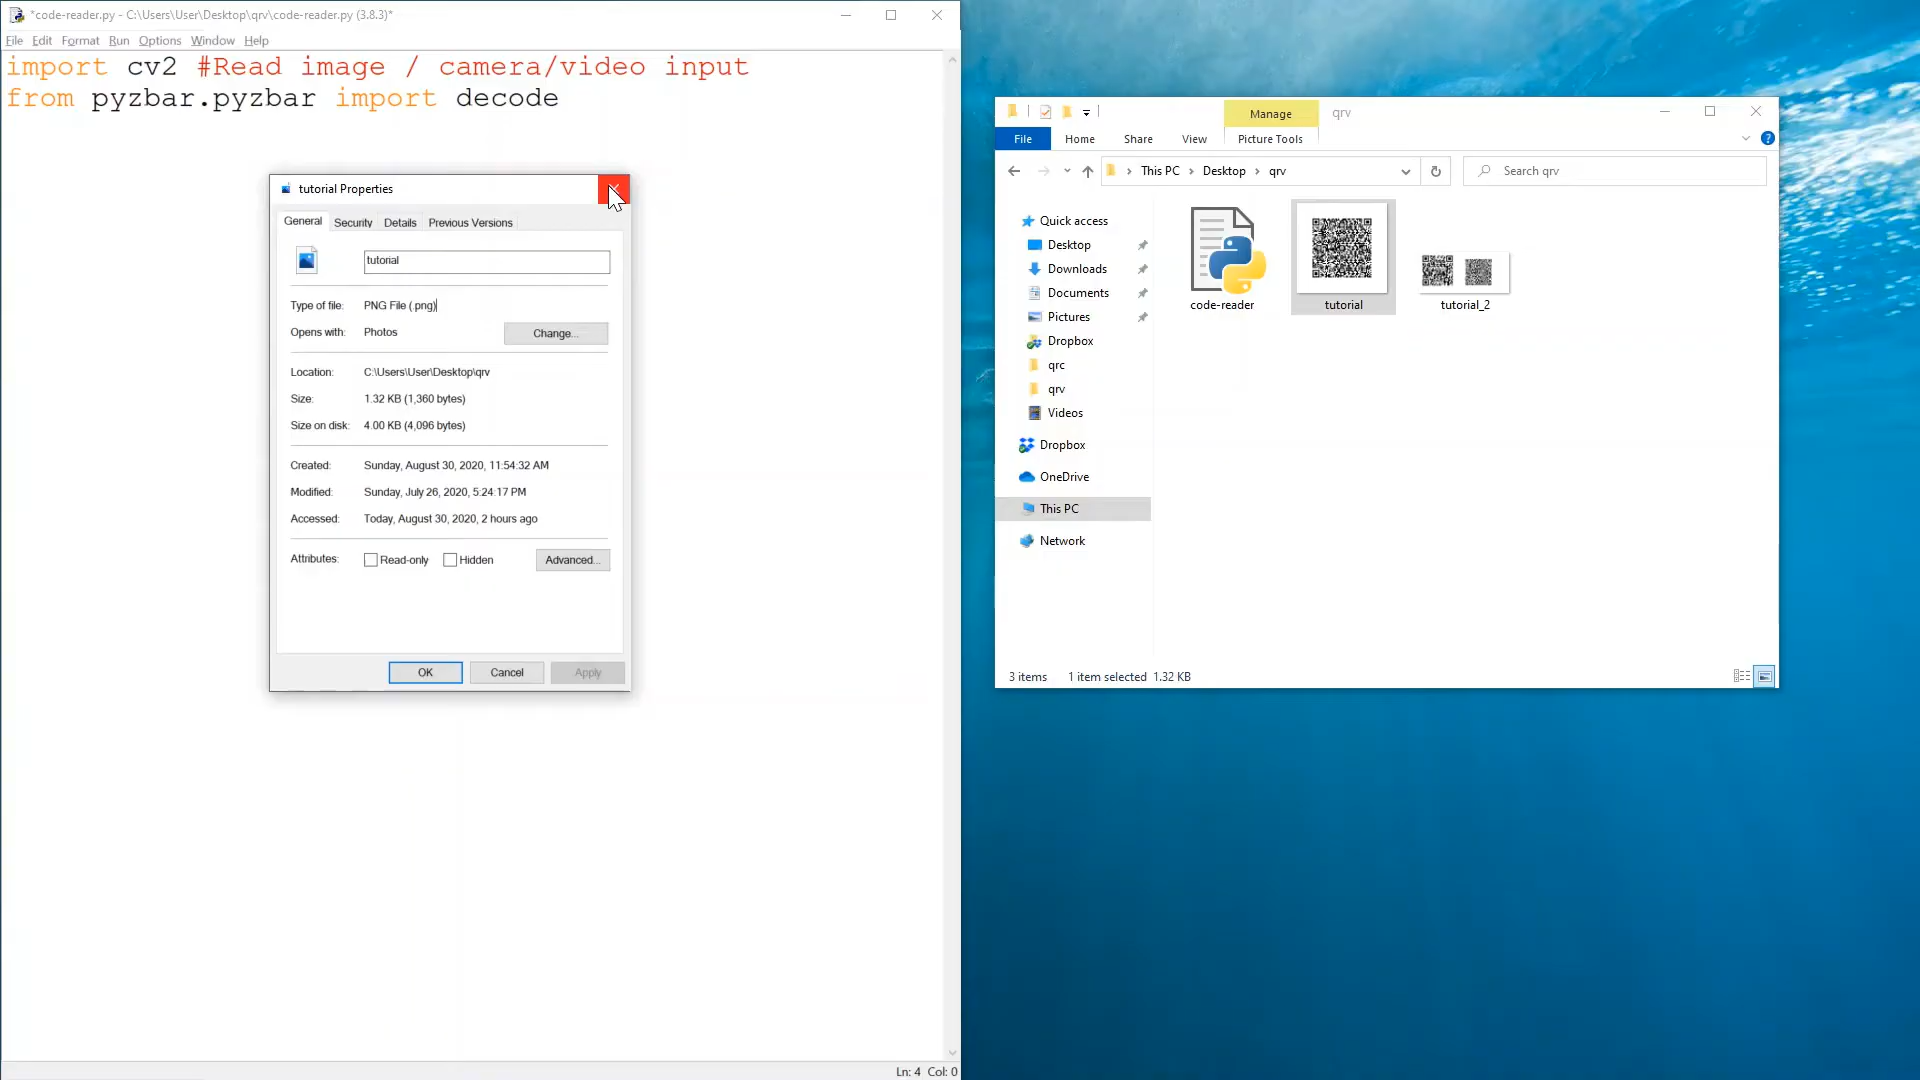 *code-reader.py - C:\Users\User\Desktop\qrv\code-reader.py (3.8.3)*
File Edit Format Run Options Window Help
import cv2 #Read image / camera/video input
from pyzbar.pyzbar import decode
tutorial Properties
General Security Details Previous Versions
tutorial
Type of file: PNG File (.png)
Opens with: Photos Change...
Location: C:\Users\User\Desktop\qrv
Size: 1.32 KB (1,360 bytes)
Size on disk: 4.00 KB (4,096 bytes)
Created: Sunday, August 30, 2020, 11:54:32 AM
Modified: Sunday, July 26, 2020, 5:24:17 PM
Accessed: Today, August 30, 2020, 2 hours ago
Attributes: Read-only Hidden Advanced...
OK Cancel Apply
Ln: 4 Col: 0
Manage qrv
File Home Share View Picture Tools
This PC Desktop qrv
Search qrv
Quick access
Desktop
Downloads
Documents
Pictures
Dropbox
qrc
qrv
Videos
Dropbox
OneDrive
This PC
Network
code-reader
tutorial
tutorial_2
3 items 1 item selected 1.32 KB